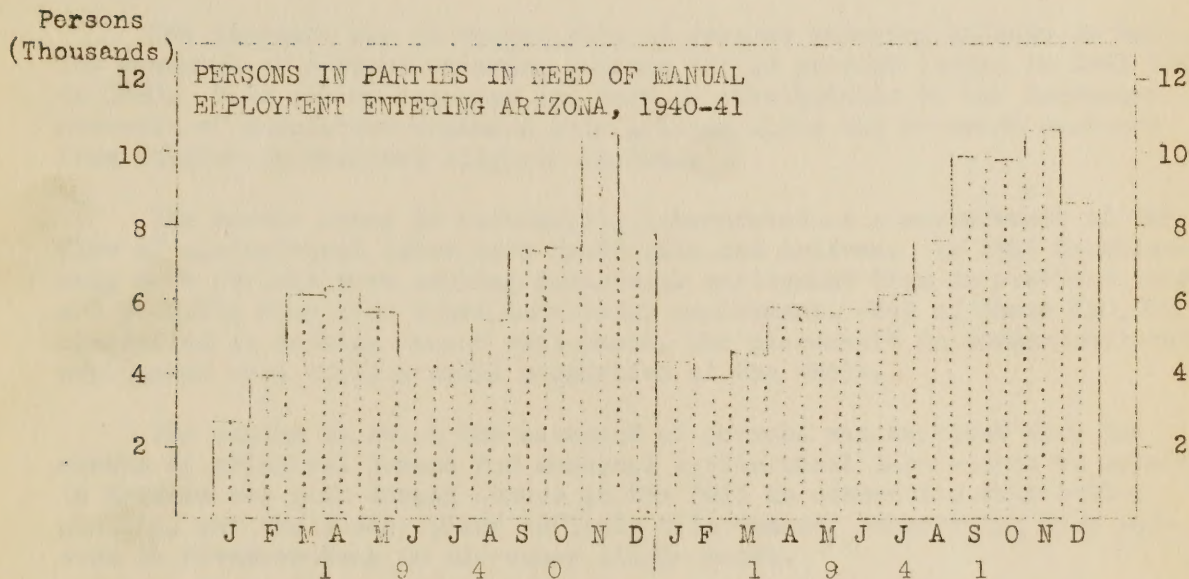 Persons
(Thousands)
12 PERSONS IN PARTIES IN NEED OF MANUAL 12
EMPLOYMENT ENTERING ARIZONA, 1940-41
10 10
8 8
6 6
4 4
2 2
J F M A M J J A S O N D J F M A M J J A S O N D
1 9 4 0 1 9 4 1